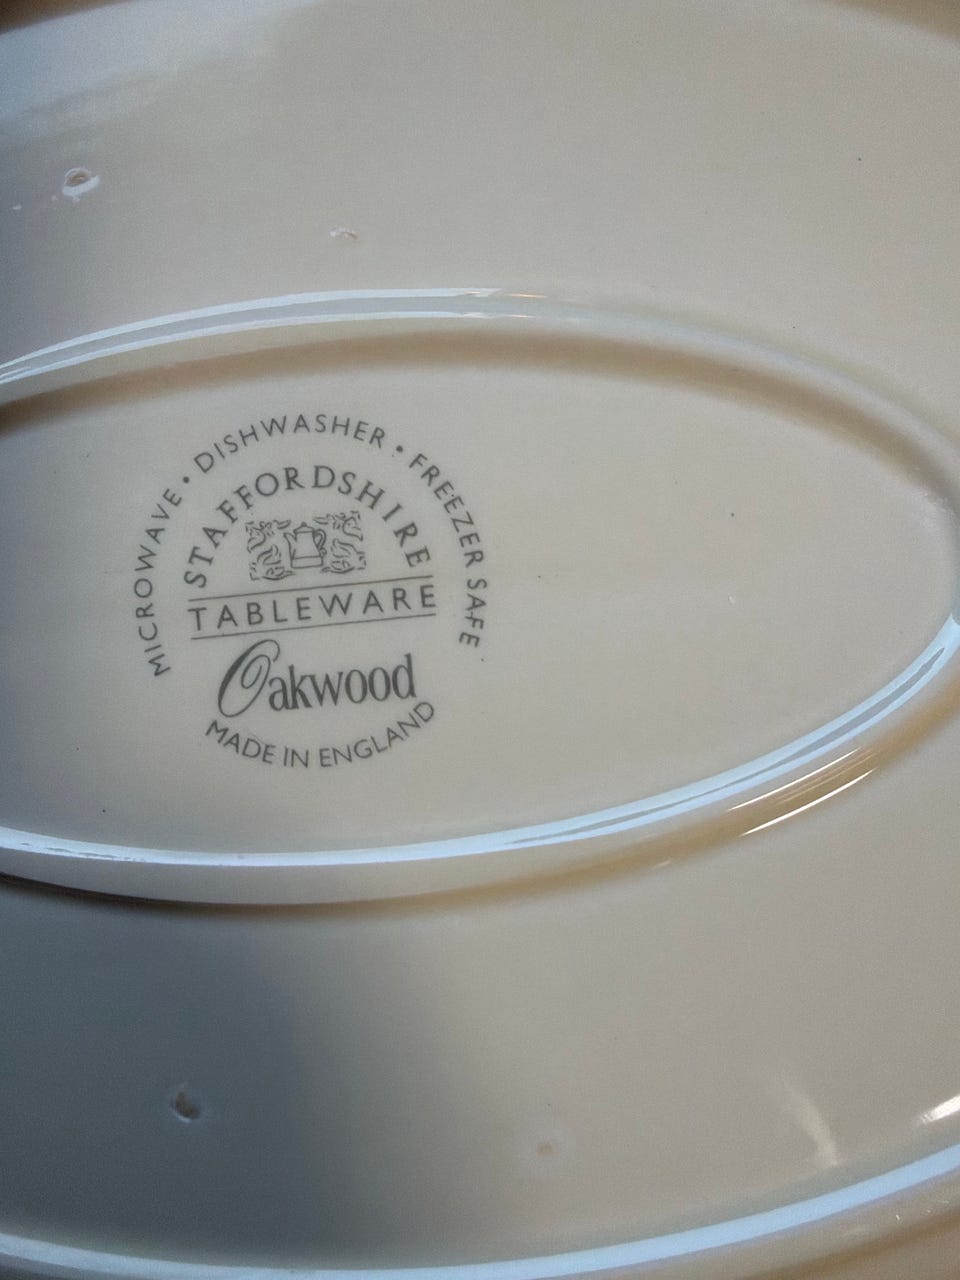 MICROWAVE • DISHWASHER • FREEZER SAFE
STAFFORDSHIRE
TABLEWARE
Oakwood
MADE IN ENGLAND